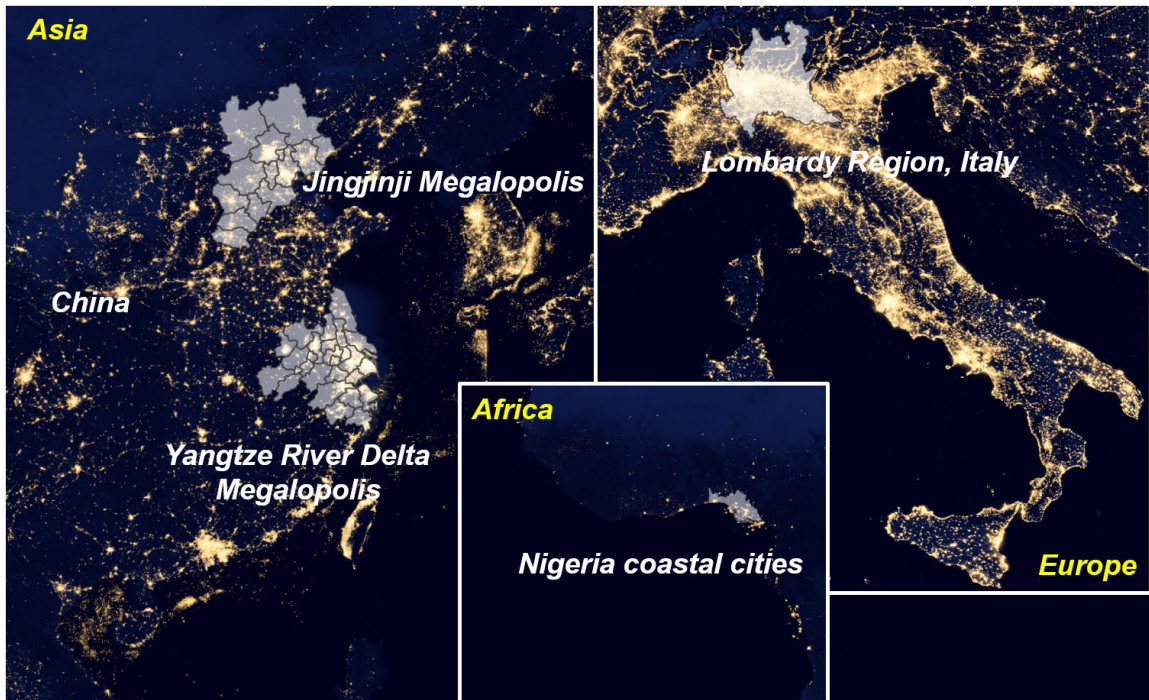 Asia
Jingjinji Megalopolis
China
Yangtze River Delta
Megalopolis
Lombardy Region, Italy
Europe
Africa
Nigeria coastal cities